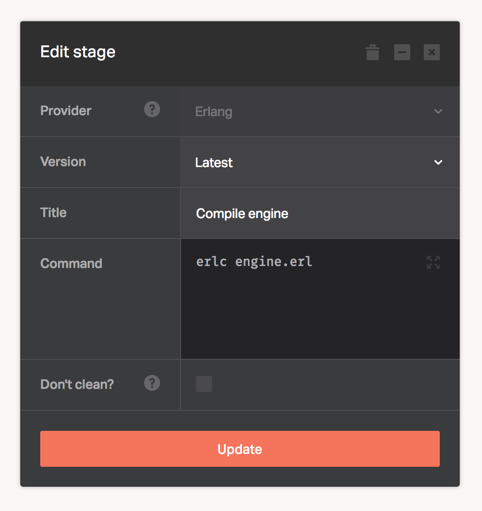 Edit stage
Provider ? Erlang
Version Latest
Title Compile engine
Command erlc engine.erl
Don't clean? ?
Update